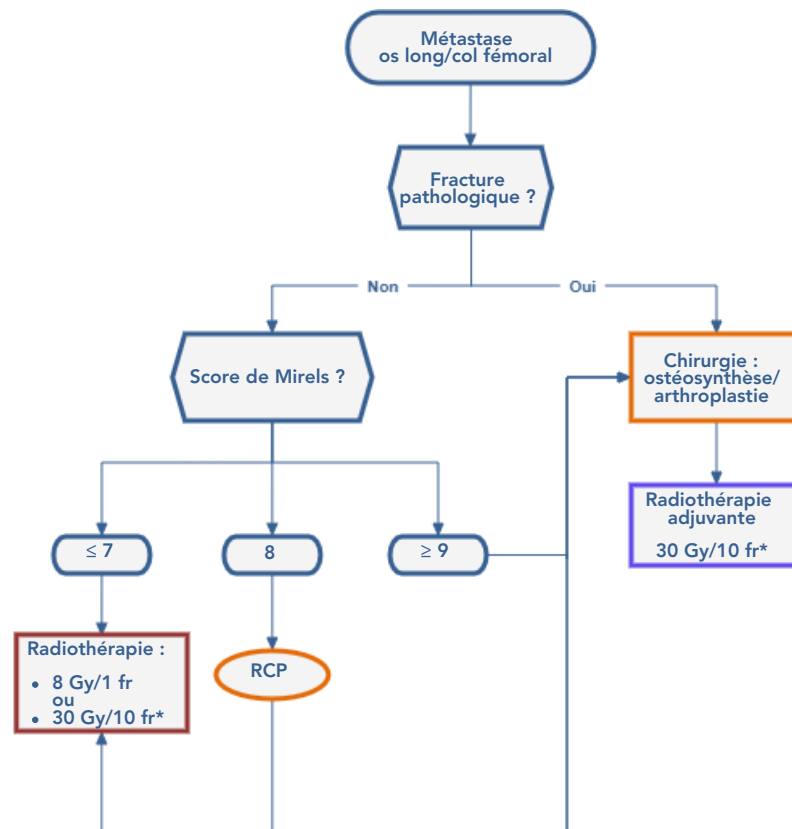 Métastase
os long/col fémoral
Fracture
pathologique ?
Non
Oui
Score de Mirels ?
Chirurgie :
ostéosynthèse/
arthroplastie
Radiothérapie
adjuvante
30 Gy/10 fr*
≤ 7
8
≥ 9
Radiothérapie :
• 8 Gy/1 fr
ou
• 30 Gy/10 fr*
RCP